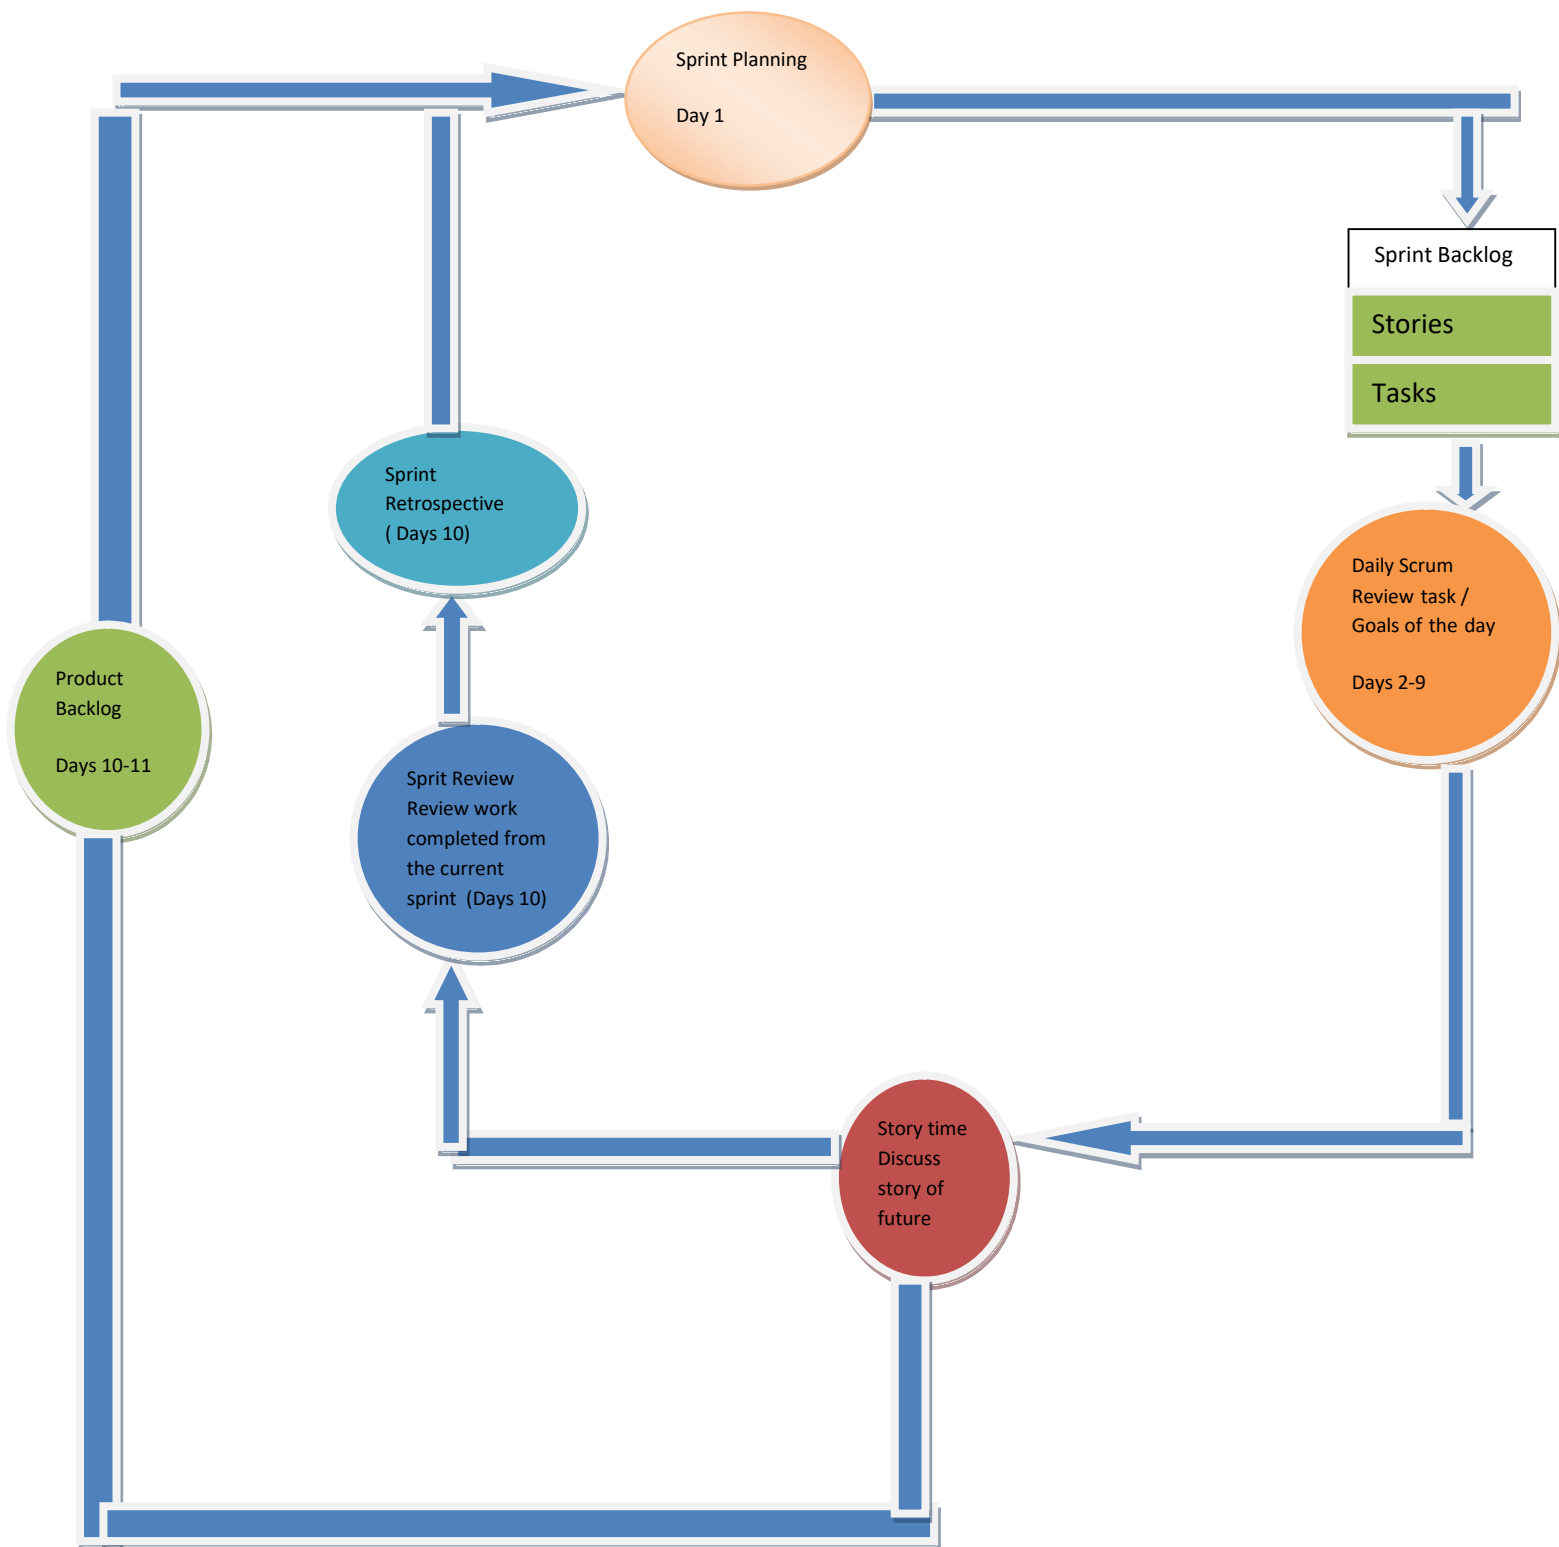 Sprint Planning
Day 1
Sprint Backlog
Stories
Tasks
Daily Scrum
Review task /
Goals of the day
Days 2-9
Sprint
Retrospective
( Days 10)
Product
Backlog
Days 10-11
Sprit Review
Review work
completed from
the current
sprint  (Days 10)
Story time
Discuss
story of
future